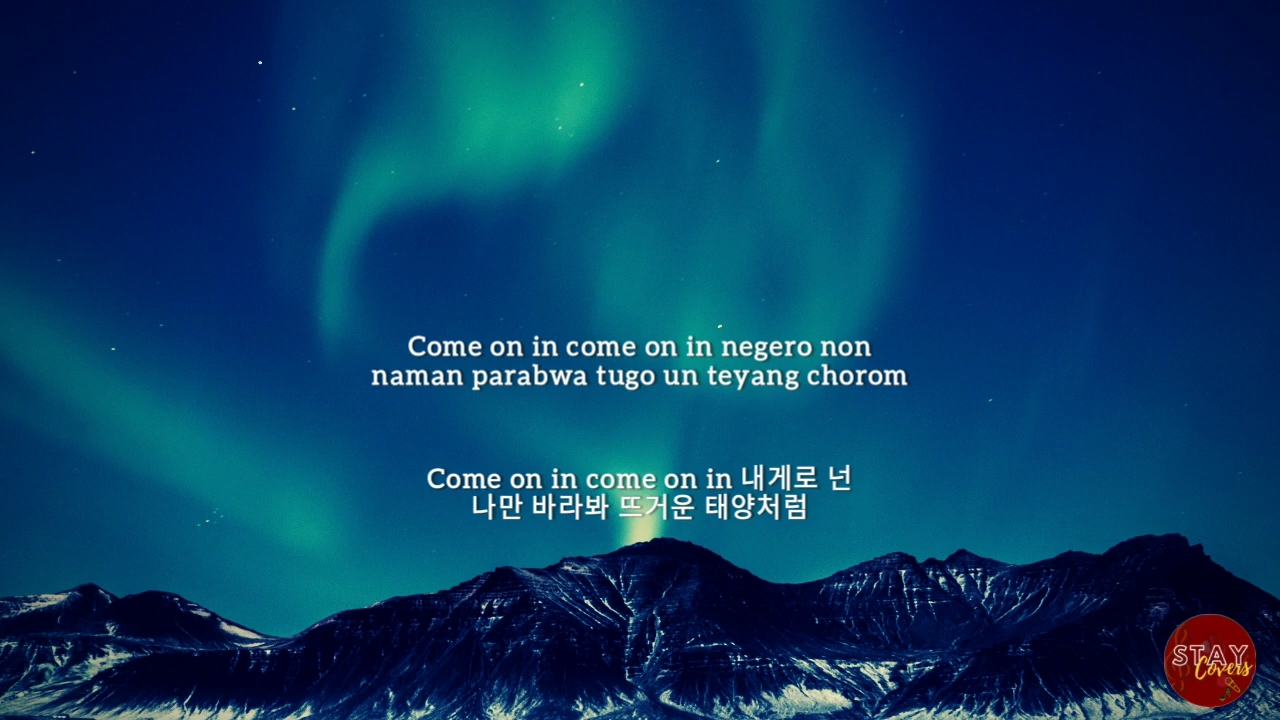 Come on in come on in negero non
naman parabwa tugo un teyang chorom
Come on in come on in 내게로 넌
나만 바라봐 뜨거운 태양처럼
STAY
Covers